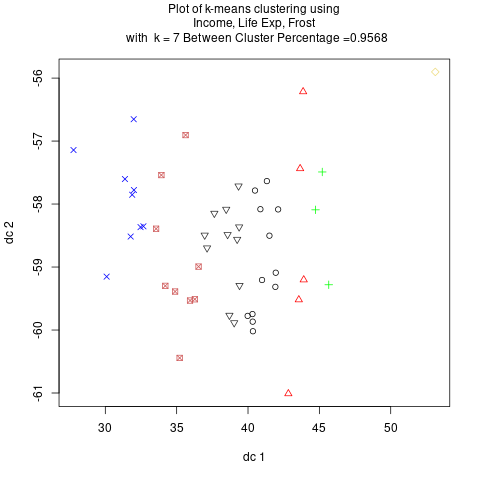 Plot of k-means clustering using
Income, Life Exp, Frost
with k = 7 Between Cluster Percentage =0.9568
-56
-57
-58
-59
-60
-61
dc 2
30 35 40 45 50
dc 1